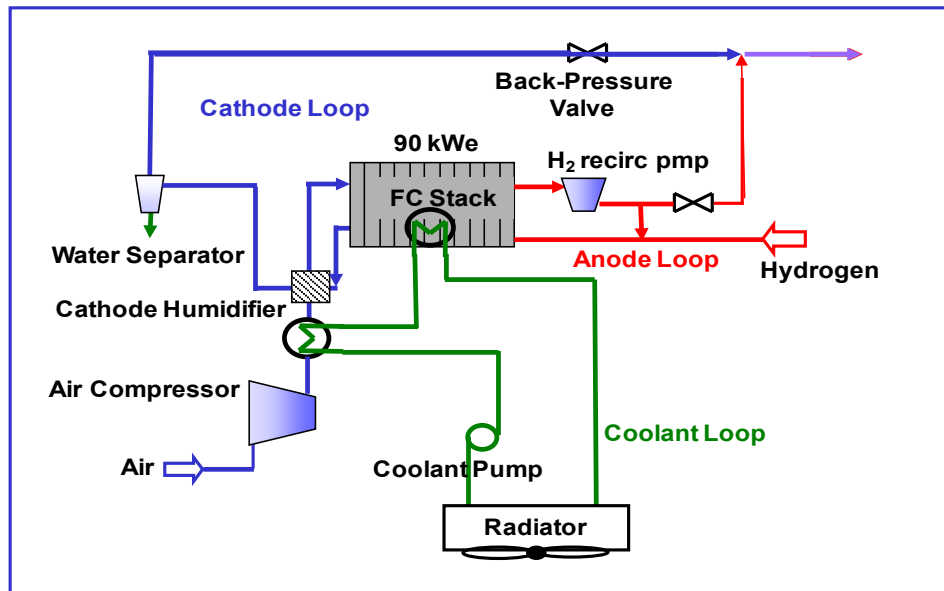 Back-Pressure
Valve
Cathode Loop
90 kWe
H₂ recirc pmp
FC Stack
Water Separator
Anode Loop
Hydrogen
Cathode Humidifier
Air Compressor
Coolant Loop
Air
Coolant Pump
Radiator